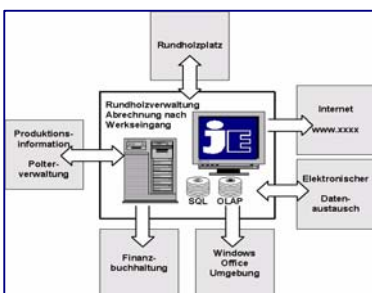 Rundholzplatz
Rundholzverwaltung
Abrechnung nach
Werkseingang
jE
SQL OLAP
Internet
www.xxxx
Produktions-
information
Polter-
verwaltung
Elektronischer
Daten-
austausch
Finanz-
buchhaltung
Windows
Office
Umgebung